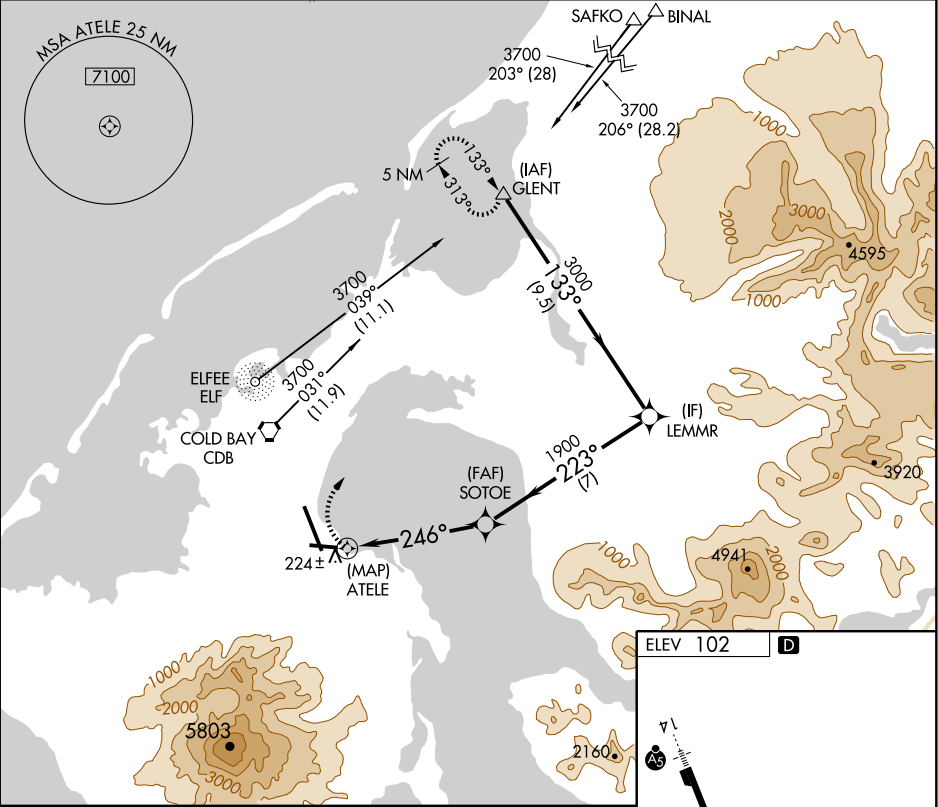 MSA ATELE 25 NM
7100
SAFKO
BINAL
3700
203° (28)
3700
206° (28.2)
5 NM
133°
313°
(IAF)
GLENT
3000
133°
(9.5)
1000
2000
3000
4595
1000
3700
039°
(11.1)
ELFEE
ELF
3700
031°
(11.9)
COLD BAY
CDB
(IF)
LEMMR
1900
223°
(7)
3920
(FAF)
SOTOE
246°
224±
(MAP)
ATELE
1000
4941
2000
1000
2000
5803
3000
2160
ELEV 102
D
14
A5